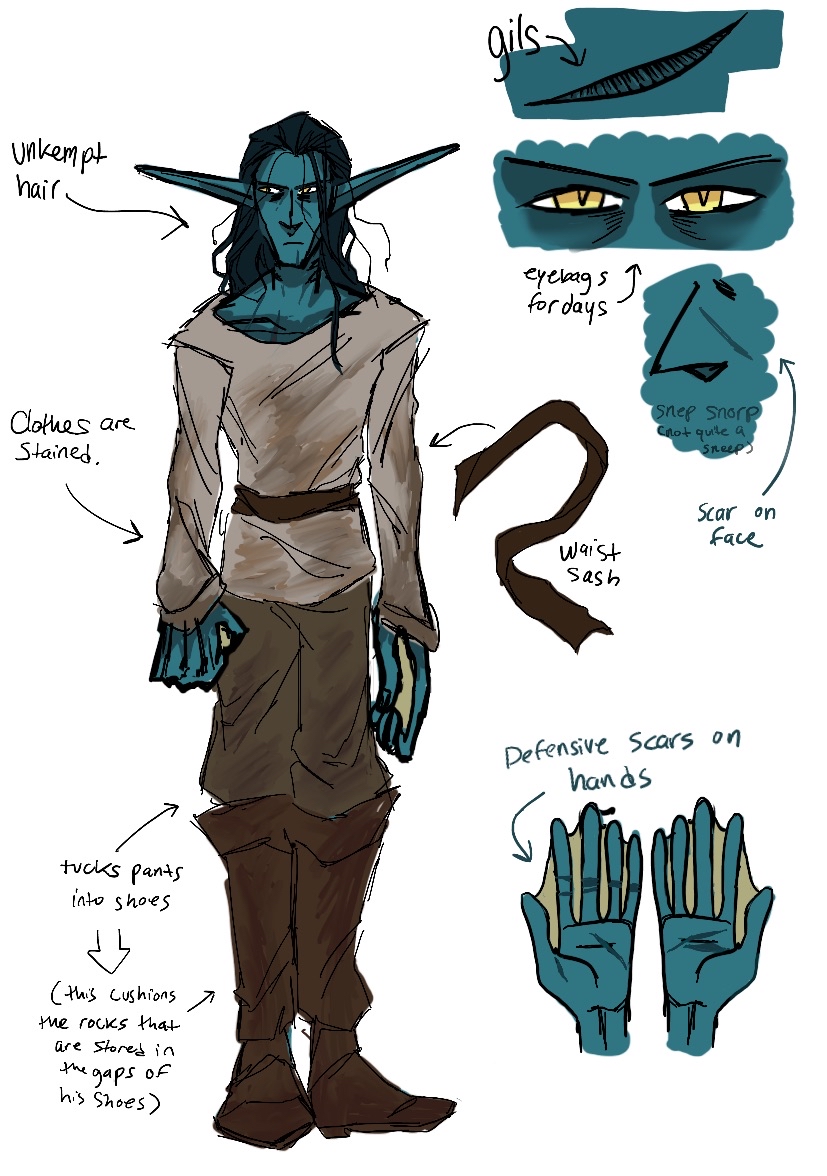 gils
unkempt
hair
eyebags
for days
snep snorp
(not quite a
sneep)
scar on
face
Clothes are
Stained.
waist
sash
Defensive scars on
hands
tucks pants
into shoes
(this cushions
the rocks that
are stored in
the gaps of
his shoes)